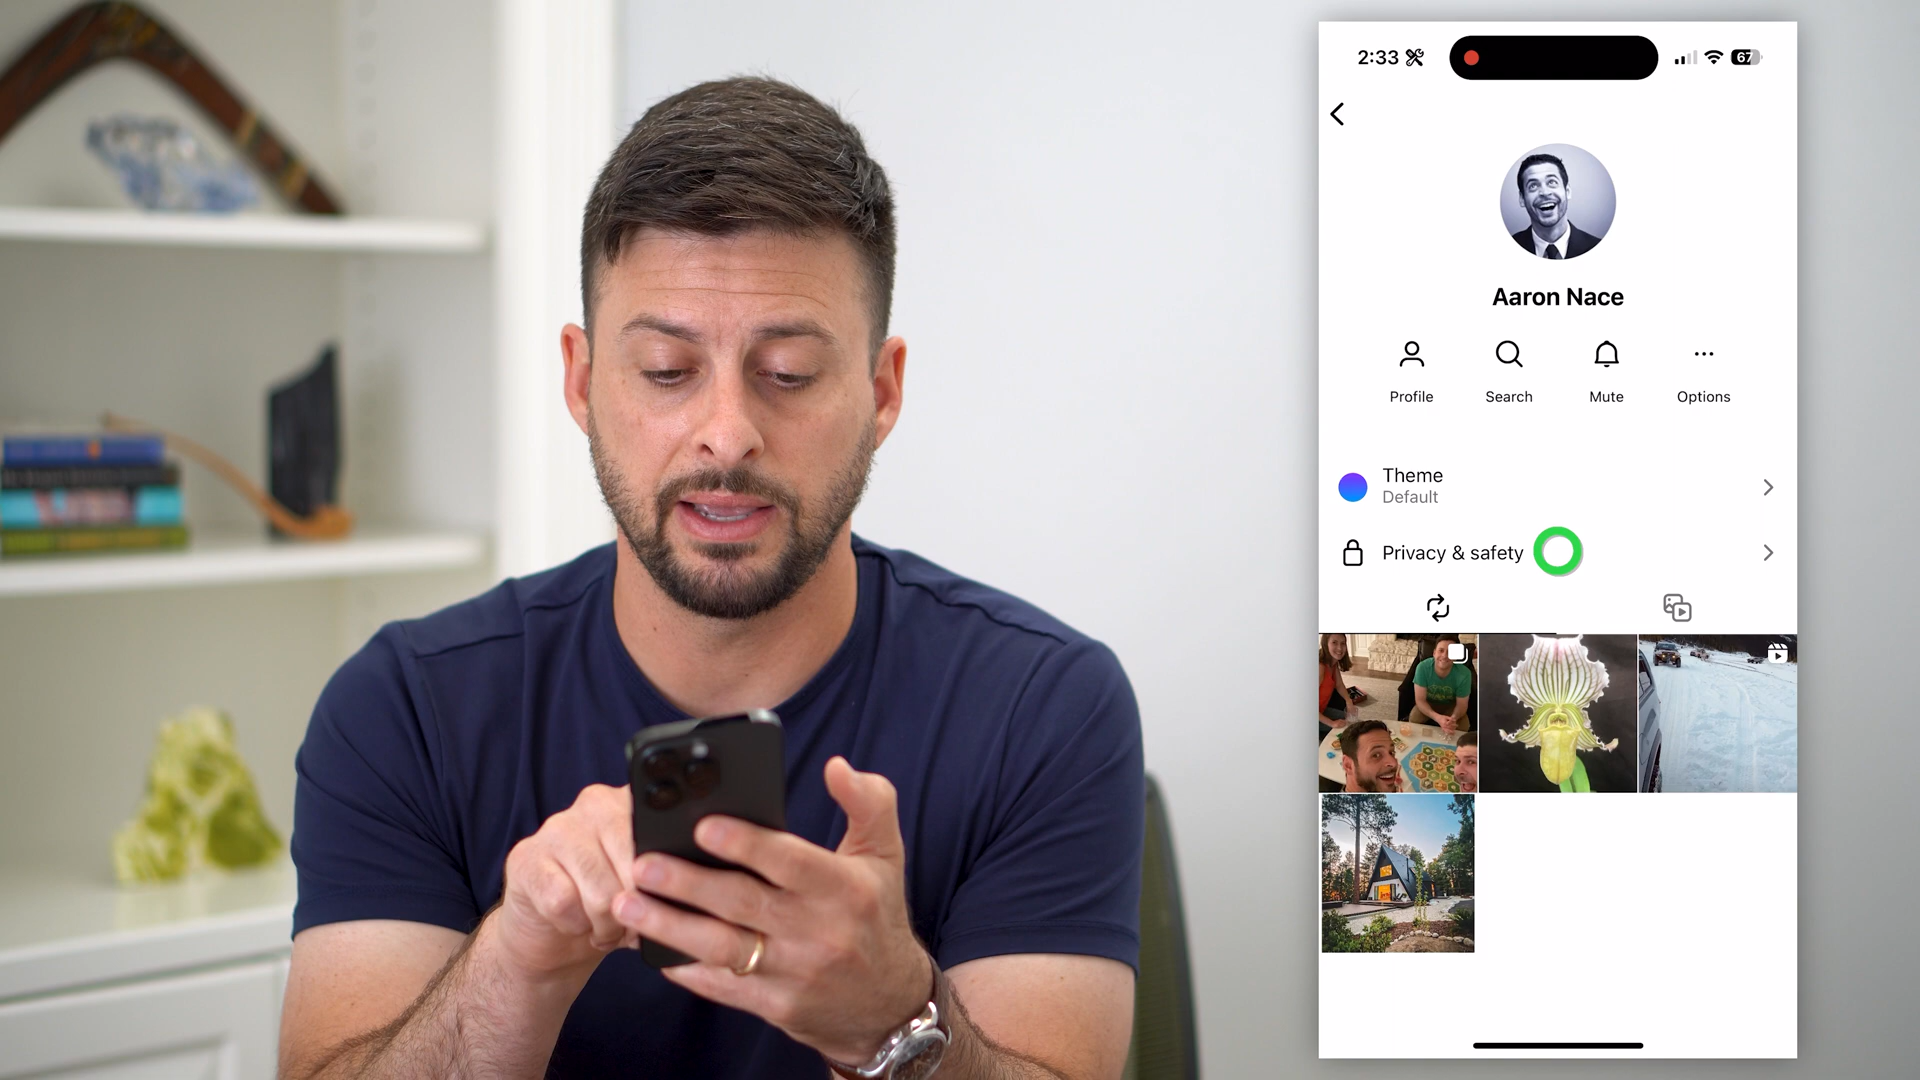 2:33
67
Aaron Nace
Profile
Search
Mute
Options
Theme
Default
Privacy & safety